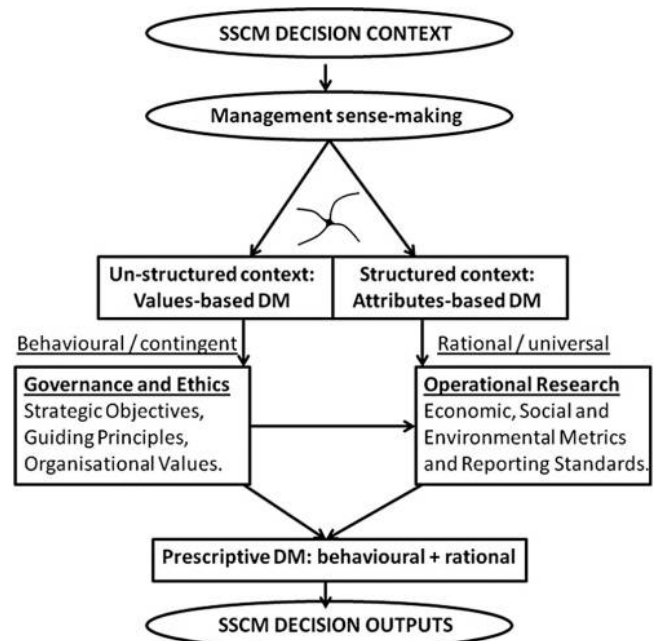 SSCM DECISION CONTEXT
Management sense-making
Un-structured context:
Values-based DM
Structured context:
Attributes-based DM
Behavioural / contingent
Rational / universal
Governance and Ethics
Strategic Objectives,
Guiding Principles,
Organisational Values.
Operational Research
Economic, Social and
Environmental Metrics
and Reporting Standards.
Prescriptive DM: behavioural + rational
SSCM DECISION OUTPUTS